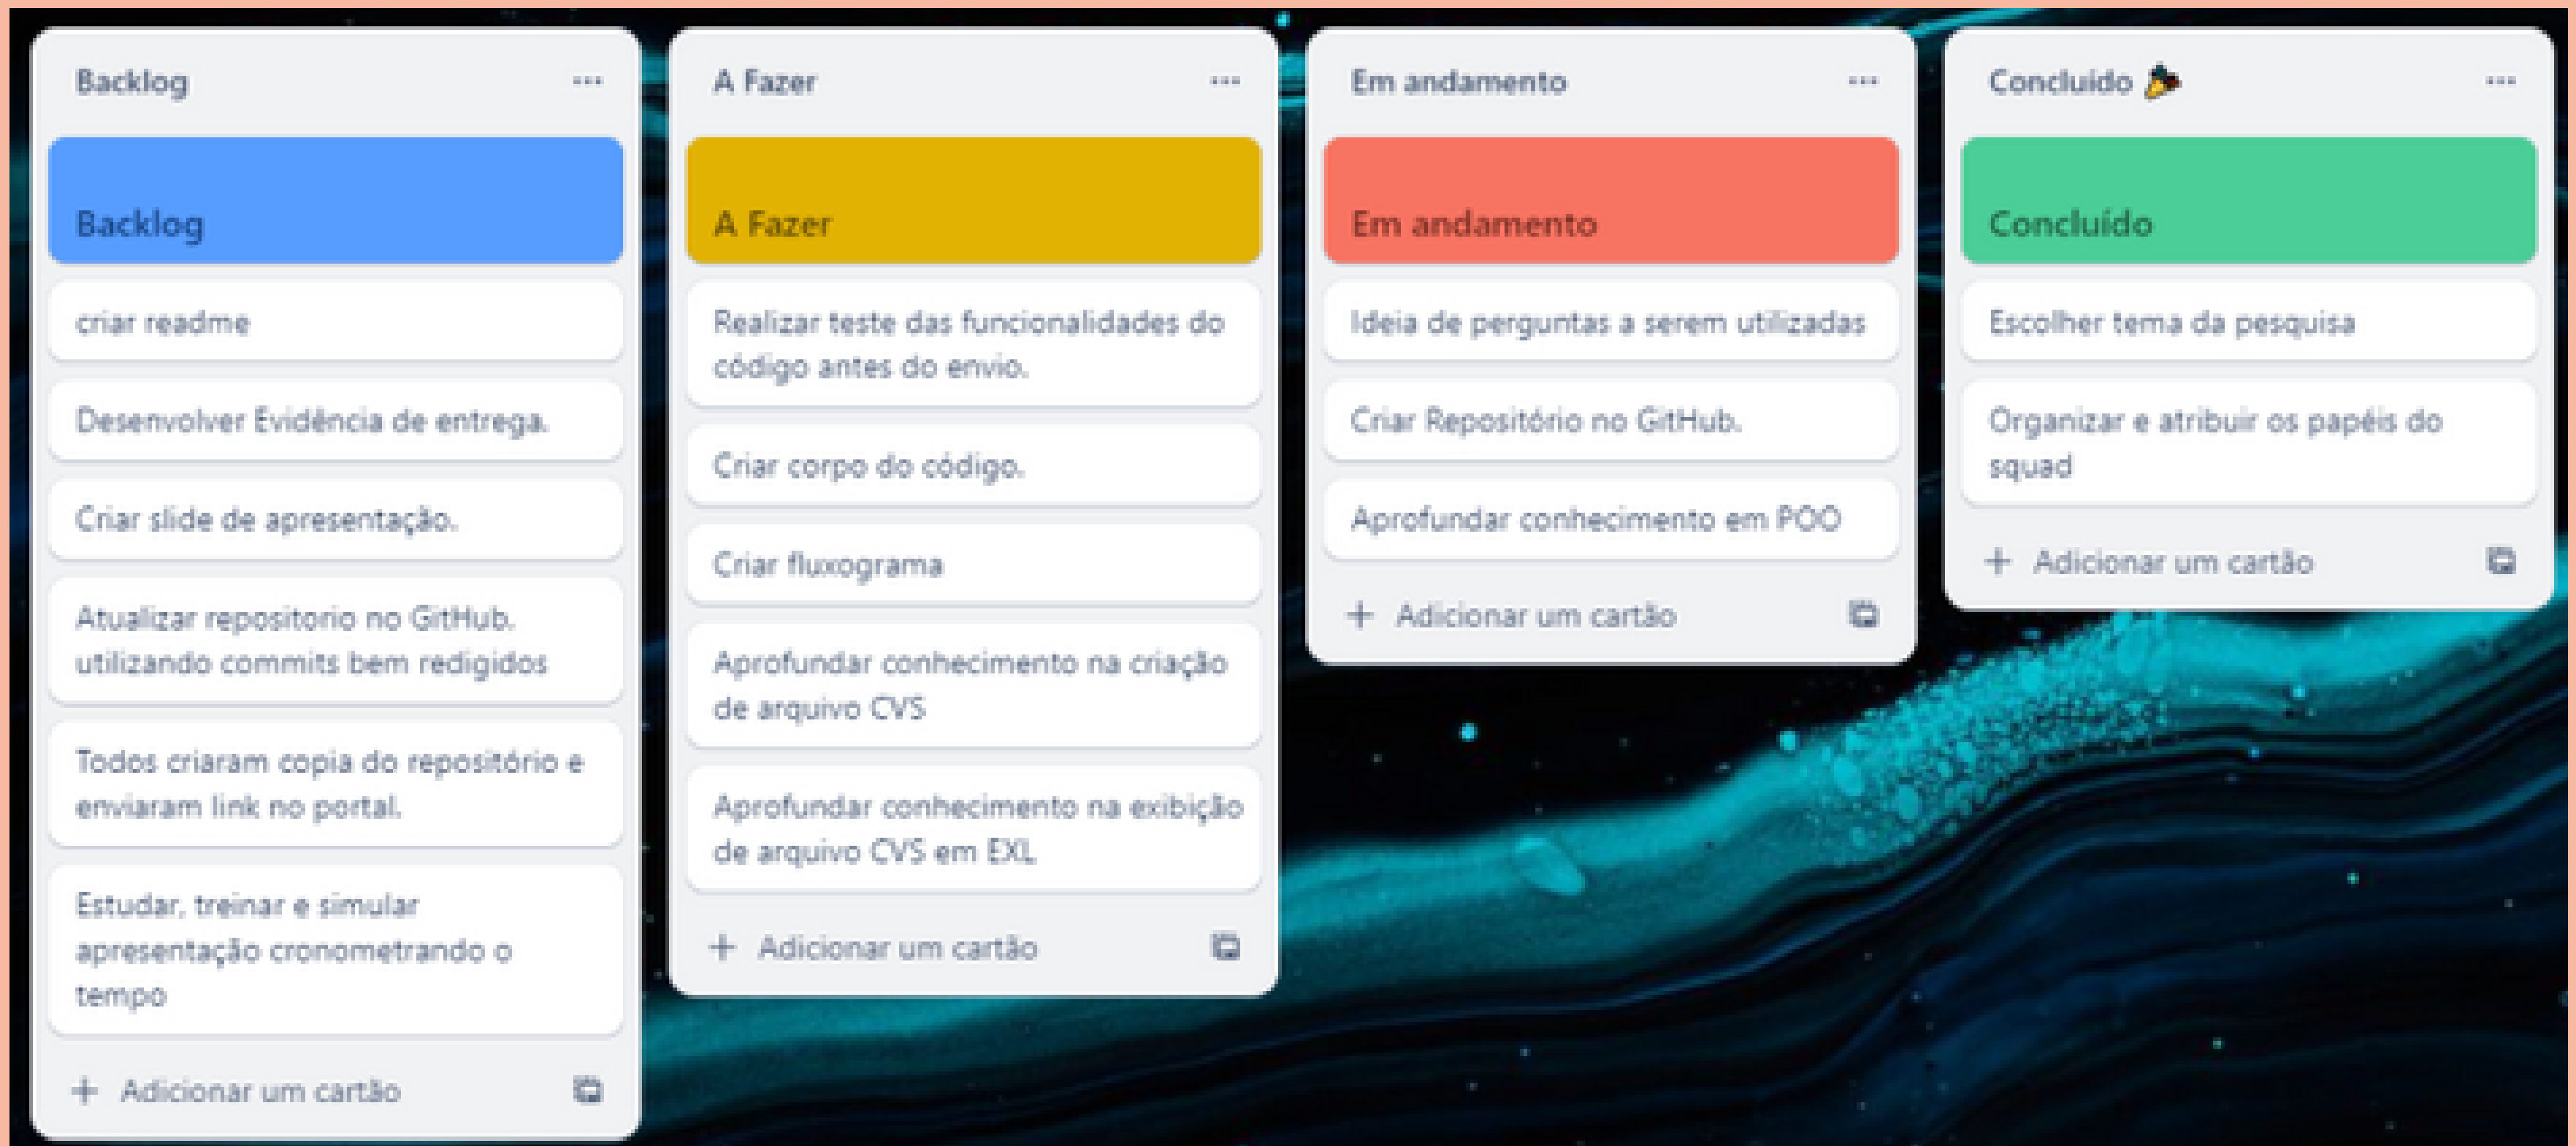 Backlog
Backlog
criar readme
Desenvolver Evidência de entrega.
Criar slide de apresentação.
Atualizar repositorio no GitHub.
utilizando commits bem redigidos
Todos criaram copia do repositório e
enviaram link no portal.
Estudar, treinar e simular
apresentação cronometrando o
tempo
+ Adicionar um cartão
A Fazer
A Fazer
Realizar teste das funcionalidades do
código antes do envio.
Criar corpo do código.
Criar fluxograma
Aprofundar conhecimento na criação
de arquivo CVS
Aprofundar conhecimento na exibição
de arquivo CVS em EXL
+ Adicionar um cartão
Em andamento
Em andamento
Ideia de perguntas a serem utilizadas
Criar Repositório no GitHub.
Aprofundar conhecimento em POO
+ Adicionar um cartão
Concluído 🎉
Concluído
Escolher tema da pesquisa
Organizar e atribuir os papéis do
squad
+ Adicionar um cartão